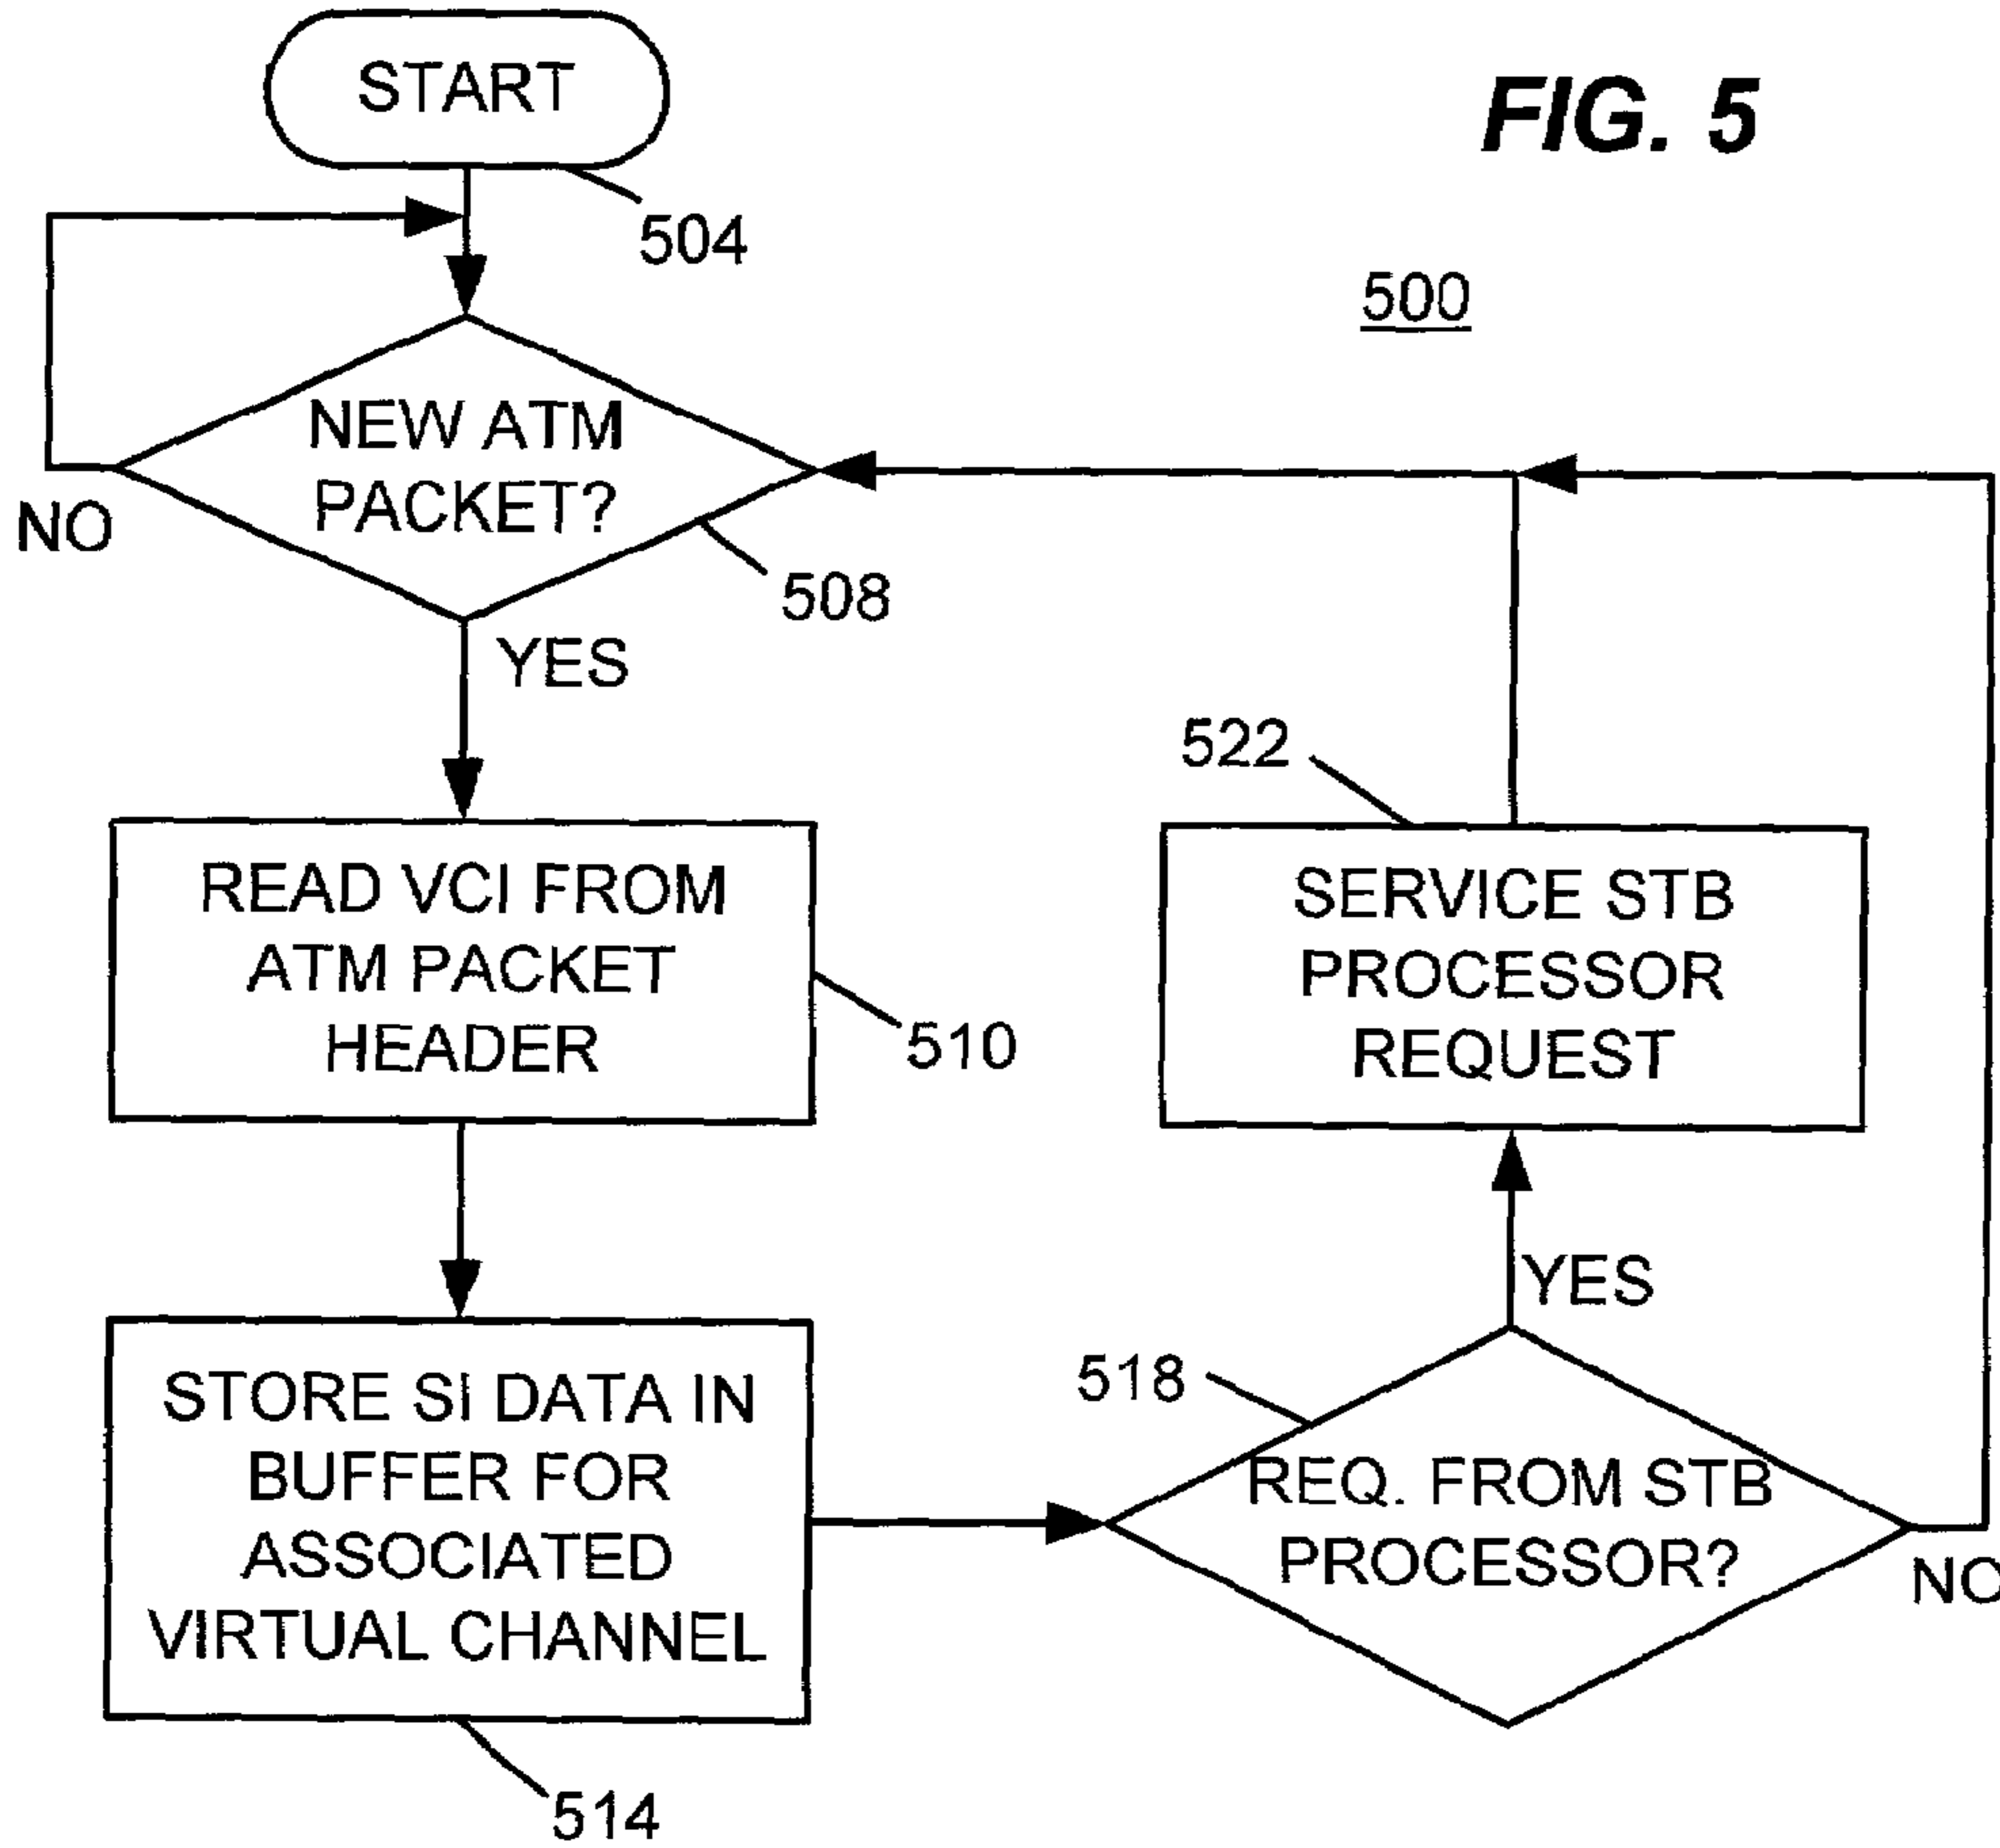 START
FIG. 5
504
500
NEW ATM
PACKET?
NO
508
YES
READ VCI FROM
ATM PACKET
HEADER
510
522
SERVICE STB
PROCESSOR
REQUEST
STORE SI DATA IN
BUFFER FOR
ASSOCIATED
VIRTUAL CHANNEL
514
YES
518
REQ. FROM STB
PROCESSOR?
NO